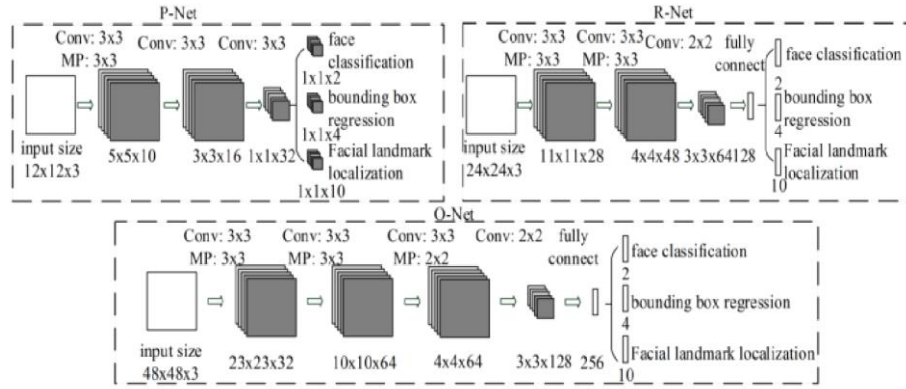 P-Net
Conv: 3x3 Conv: 3x3 Conv: 3x3
MP: 3x3
face
classification
1x1x2
bounding box
regression
1x1x4
Facial landmark
localization
1x1x10
input size
12x12x3
5x5x10
3x3x16
1x1x32
R-Net
Conv: 3x3 Conv: 3x3 Conv: 2x2 fully
MP: 3x3 MP: 3x3 connect
face classification
2
bounding box
regression
4
Facial landmark
localization
10
input size
24x24x3
11x11x28
4x4x48
3x3x64
128
O-Net
Conv: 3x3 Conv: 3x3 Conv: 3x3 Conv: 2x2 fully
MP: 3x3 MP: 3x3 MP: 2x2 connect
face classification
2
bounding box regression
4
Facial landmark localization
10
input size
48x48x3
23x23x32
10x10x64
4x4x64
3x3x128
256